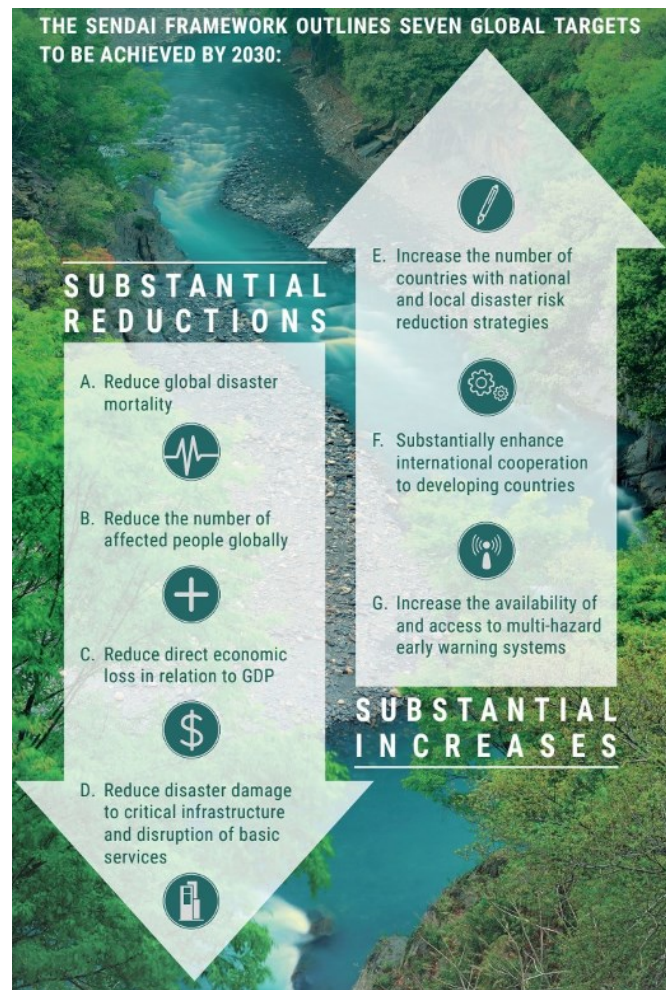 THE SENDAI FRAMEWORK OUTLINES SEVEN GLOBAL TARGETS
TO BE ACHIEVED BY 2030:
SUBSTANTIAL
REDUCTIONS
A. Reduce global disaster
mortality
B. Reduce the number of
affected people globally
C. Reduce direct economic
loss in relation to GDP
$
D. Reduce disaster damage
to critical infrastructure
and disruption of basic
services
E. Increase the number of
countries with national
and local disaster risk
reduction strategies
F. Substantially enhance
international cooperation
to developing countries
G. Increase the availability of
and access to multi-hazard
early warning systems
SUBSTANTIAL
INCREASES